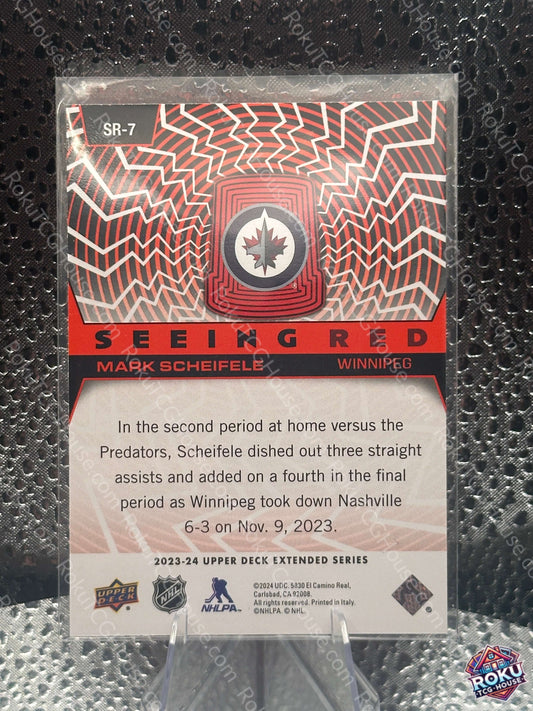 SR-7
SEEING RED
MARK SCHEIFELE WINNIPEG
In the second period at home versus the
Predators, Scheifele dished out three straight
assists and added on a fourth in the final
period as Winnipeg took down Nashville
6-3 on Nov. 9, 2023.
2023-24 UPPER DECK EXTENDED SERIES
UPPER
DECK
NHL
NHLPA
©2024 UDC. 5830 El Camino Real,
Carlsbad, CA 92008.
All rights reserved. Printed in Italy.
©NHLPA © NHL.
ROKU
TCG-HOUSE
RokuTCGHouse.com